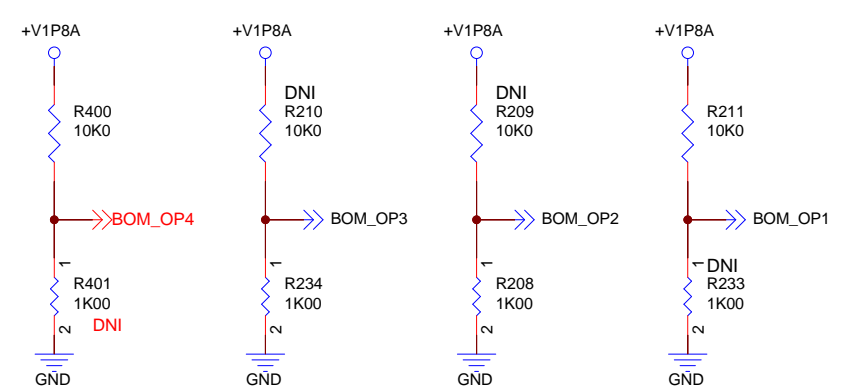 +V1P8A
R400
10K0
BOM_OP4
1
R401
1K00
2
DNI
GND
+V1P8A
DNI
R210
10K0
BOM_OP3
1
R234
1K00
2
GND
+V1P8A
DNI
R209
10K0
BOM_OP2
1
R208
1K00
2
GND
+V1P8A
R211
10K0
BOM_OP1
1
DNI
R233
1K00
2
GND